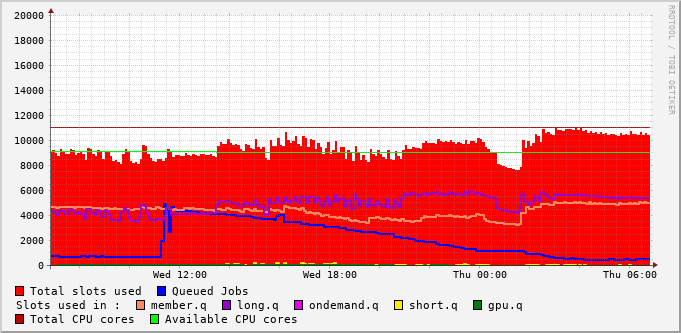 20000
18000
16000
14000
12000
10000
8000
6000
4000
2000
0
Wed 12:00 Wed 18:00 Thu 00:00 Thu 06:00
Total slots used Queued Jobs
Slots used in : member.q long.q ondemand.q short.q gpu.q
Total CPU cores Available CPU cores
RRDTOOL / TOBI OETIKER